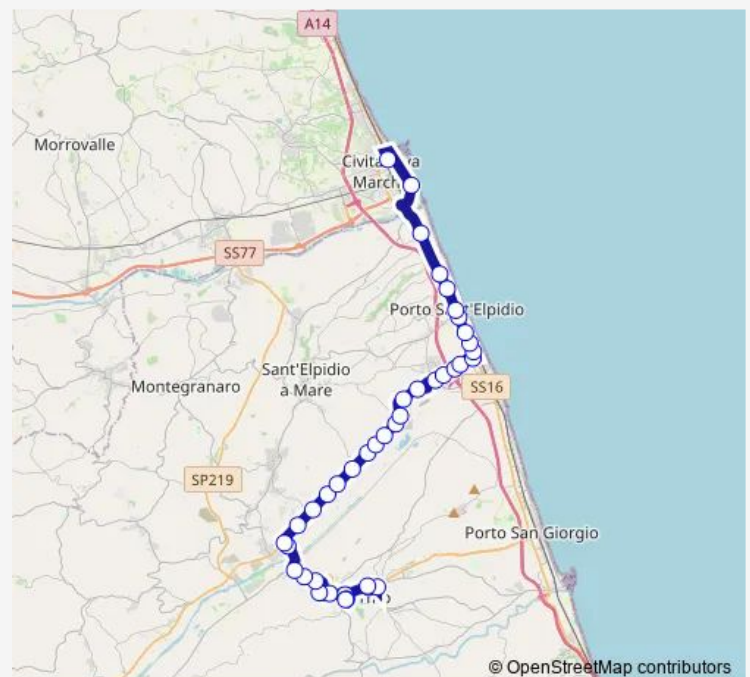 A14
Morrovalle
SS77
Porto Sant'Elpidio
Sant'Elpidio
a Mare
Montegranaro
SS16
SP219
Porto San Giorgio
© OpenStreetMap contributors